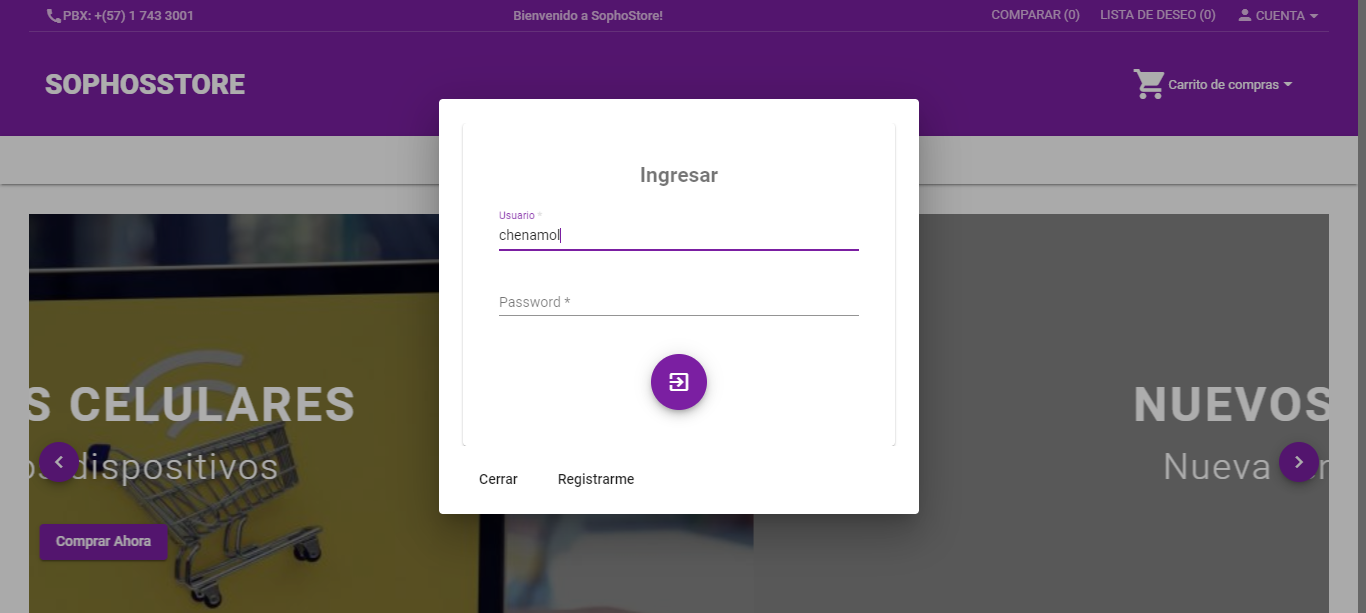 PBX: +(57) 1 743 3001
Bienvenido a SophoStore!
COMPARAR (0)
LISTA DE DESEO (0)
CUENTA
SOPHOSSTORE
Carrito de compras
Ingresar
Usuario *
chenamol
Password *
S CELULARES
NUEVOS
dispositivos
Nueva
Cerrar
Registrarme
Comprar Ahora